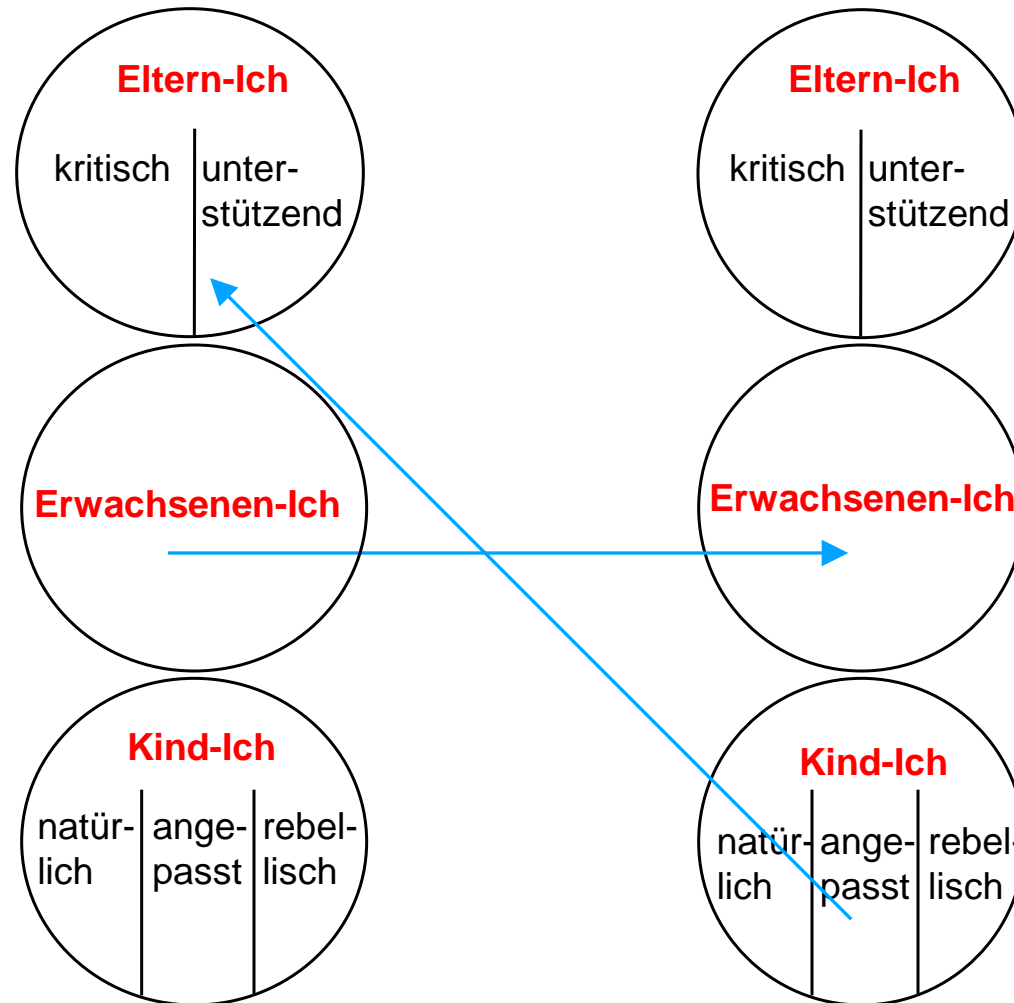 Eltern-Ich
kritisch unter-
stützend
Eltern-Ich
kritisch unter-
stützend
Erwachsenen-Ich
Erwachsenen-Ich
Kind-Ich
natür- ange- rebel-
lich passt lisch
Kind-Ich
natür- ange- rebel-
lich passt lisch